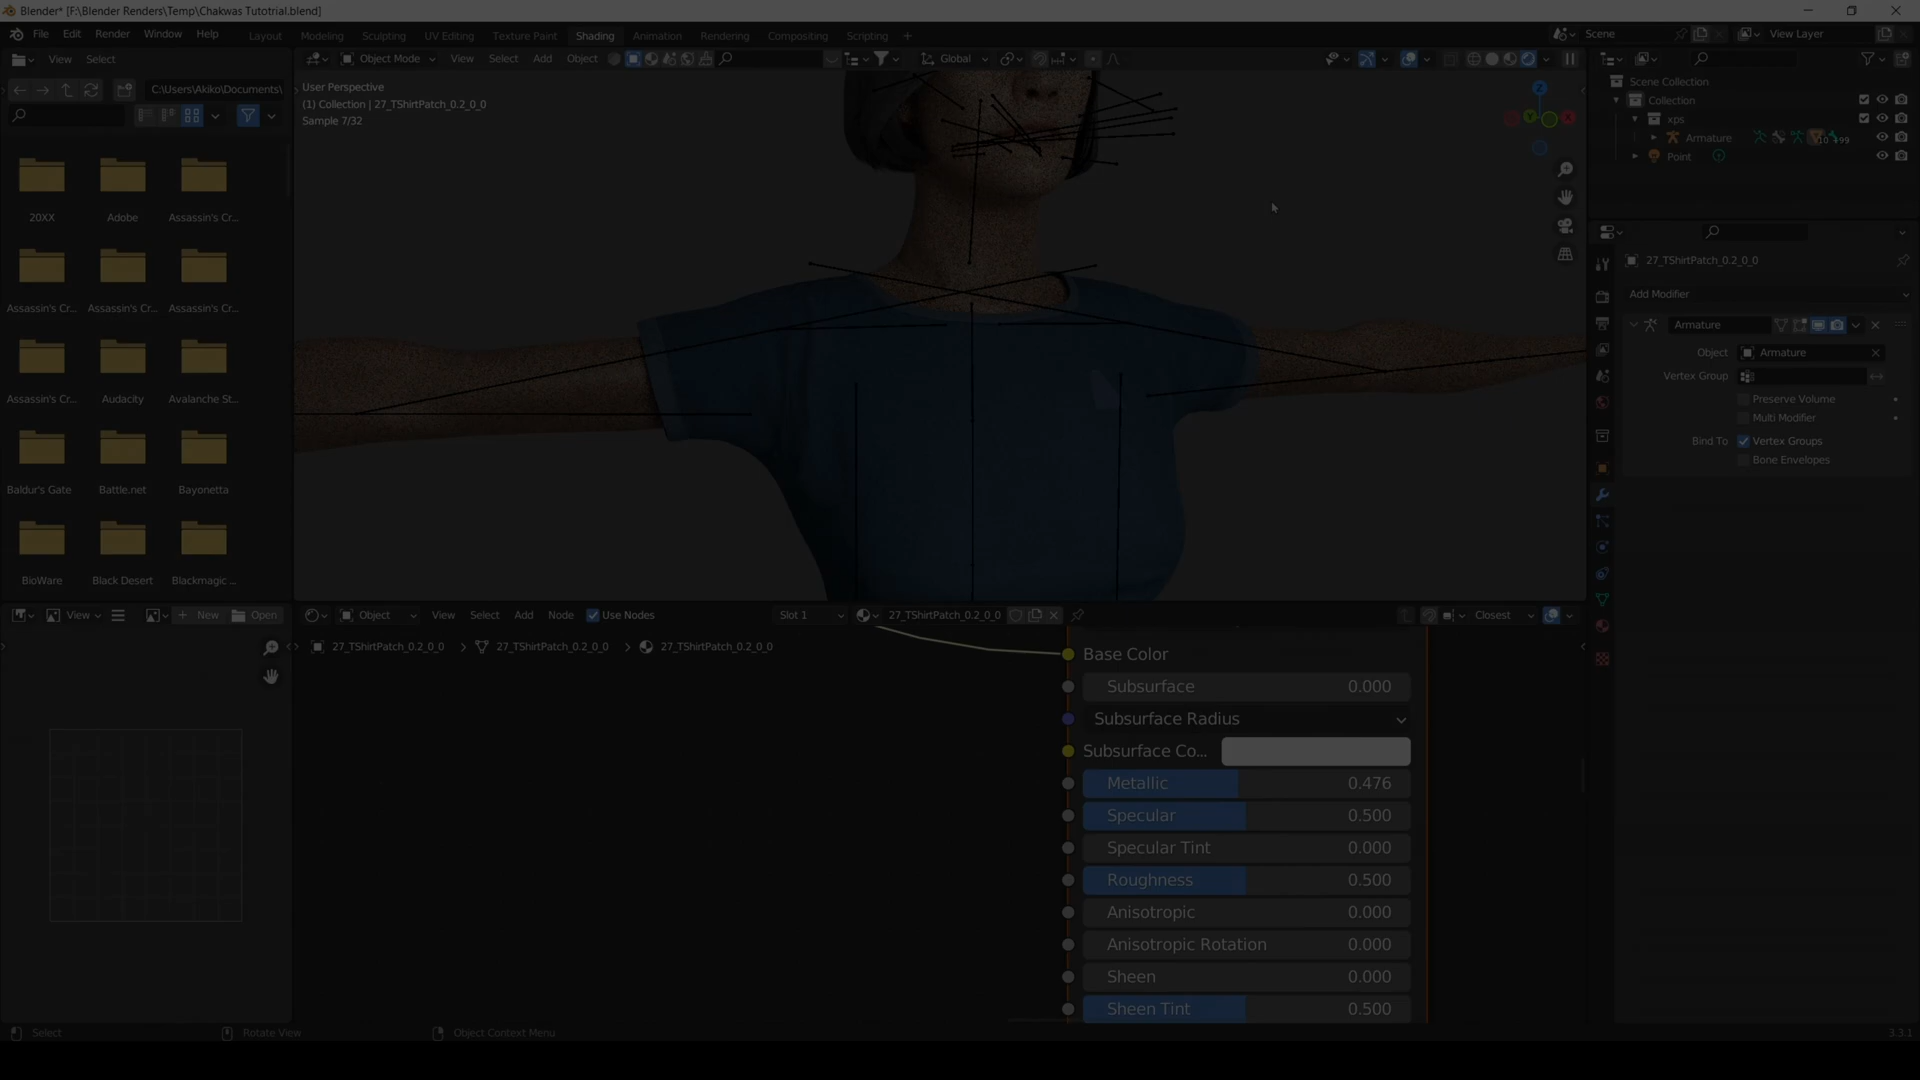 Blender* [F:\Blender Renders\Temp\Chakwas Tutotrial.blend]
File Edit Render Window Help Layout Modeling Sculpting UV Editing Texture Paint Shading Animation Rendering Compositing Scripting + Scene View Layer
View Select Object Mode View Select Add Object Global
C:\Users\Akiko\Documents\
User Perspective
(1) Collection | 27_TShirtPatch_0.2_0_0
Sample 7/32
Z
Y
X
Scene Collection
Collection
xps
Armature 10 +99
Point
20XX Adobe Assassin's Cr...
Assassin's Cr... Assassin's Cr... Assassin's Cr...
Assassin's Cr... Audacity Avalanche St...
Baldur's Gate Battle.net Bayonetta
BioWare Black Desert Blackmagic ...
27_TShirtPatch_0.2_0_0
Add Modifier
Armature
Object Armature
Vertex Group
Preserve Volume
Multi Modifier
Bind To Vertex Groups
Bone Envelopes
View New Open Object View Select Add Node Use Nodes Slot 1 27_TShirtPatch_0.2_0_0 Closest
27_TShirtPatch_0.2_0_0 > 27_TShirtPatch_0.2_0_0 > 27_TShirtPatch_0.2_0_0
Base Color
Subsurface 0.000
Subsurface Radius
Subsurface Co...
Metallic 0.476
Specular 0.500
Specular Tint 0.000
Roughness 0.500
Anisotropic 0.000
Anisotropic Rotation 0.000
Sheen 0.000
Sheen Tint 0.500
Select Rotate View Object Context Menu 3.3.1